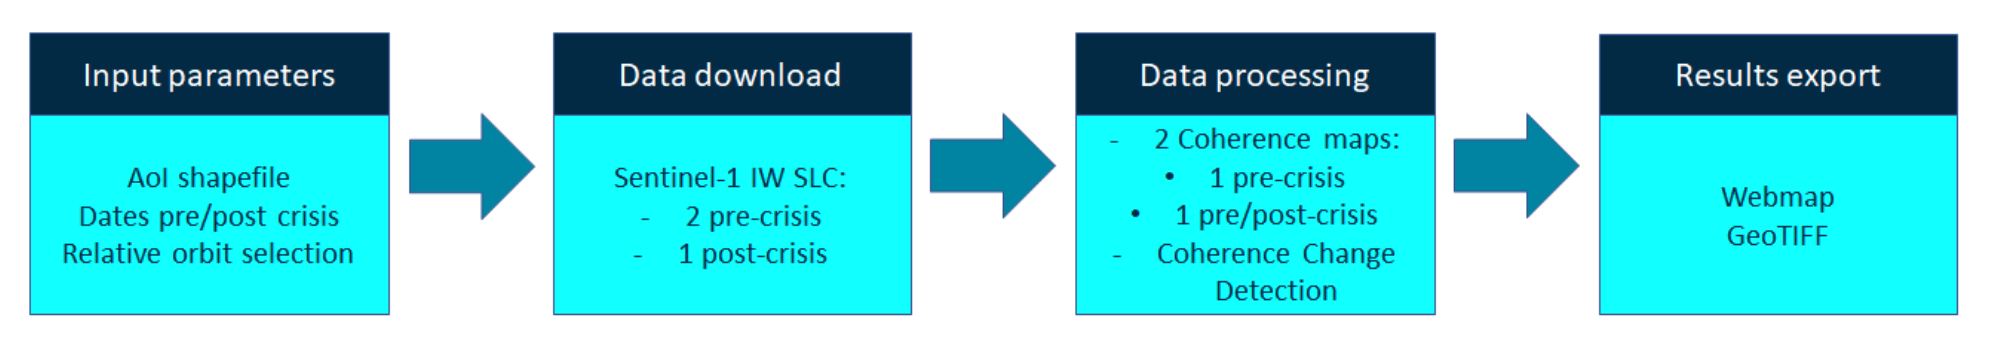 Input parameters
AoI shapefile
Dates pre/post crisis
Relative orbit selection
Data download
Sentinel-1 IW SLC:
- 2 pre-crisis
- 1 post-crisis
Data processing
- 2 Coherence maps:
• 1 pre-crisis
• 1 pre/post-crisis
- Coherence Change
Detection
Results export
Webmap
GeoTIFF